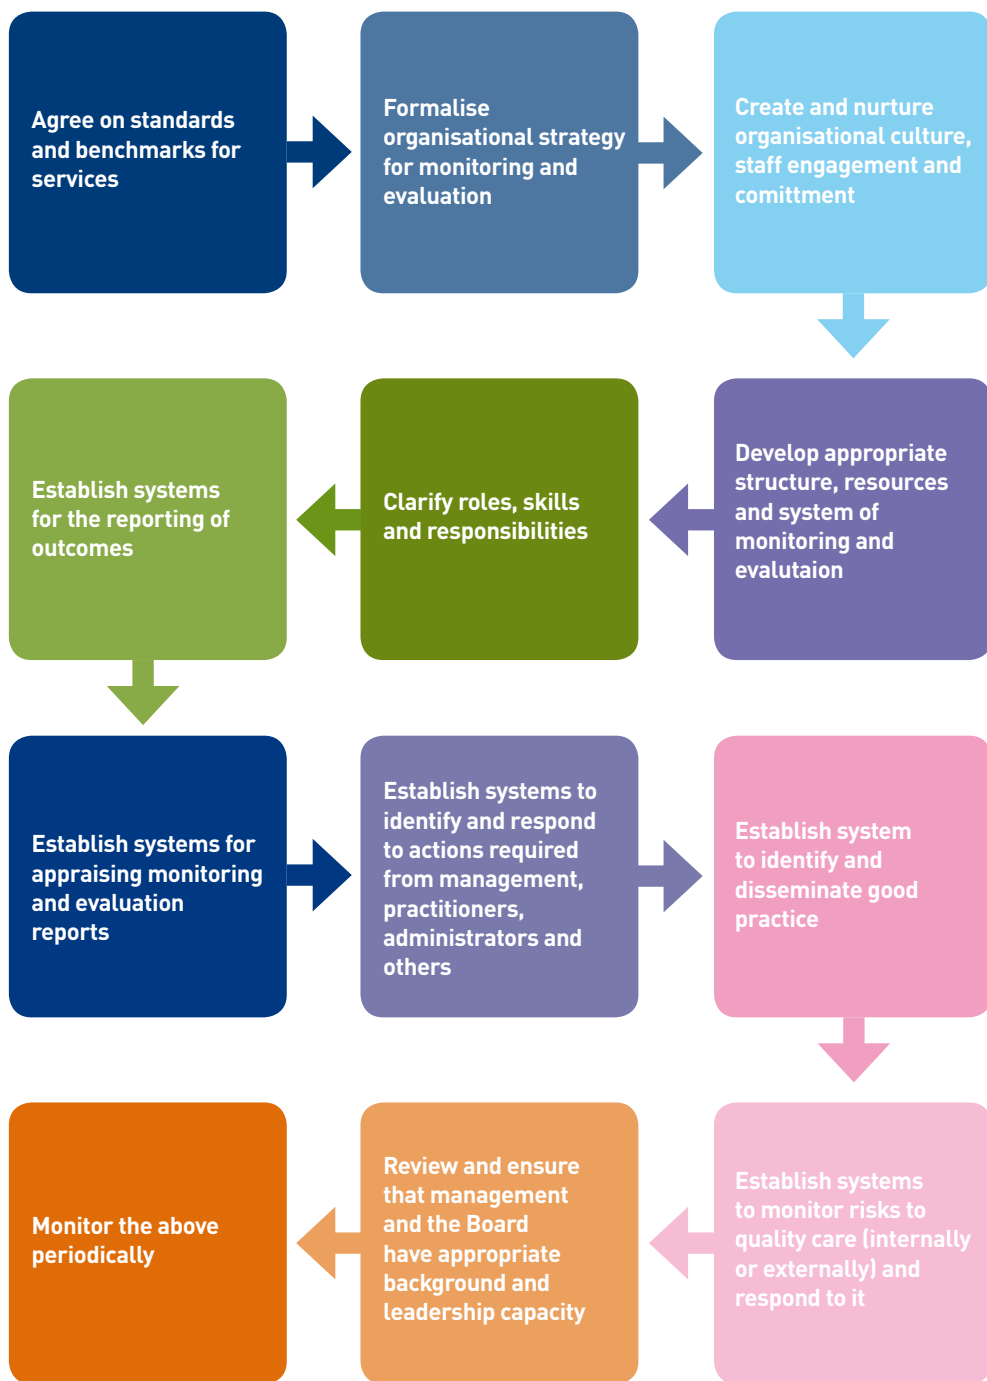 Agree on standards
and benchmarks for
services
Formalise
organisational strategy
for monitoring and
evaluation
Create and nurture
organisational culture,
staff engagement and
comittment
Develop appropriate
structure, resources
and system of
monitoring and
evalutaion
Clarify roles, skills
and responsibilities
Establish systems
for the reporting of
outcomes
Establish systems for
appraising monitoring
and evaluation
reports
Establish systems to
identify and respond
to actions required
from management,
practitioners,
administrators and
others
Establish system
to identify and
disseminate good
practice
Establish systems
to monitor risks to
quality care (internally
or externally) and
respond to it
Review and ensure
that management
and the Board
have appropriate
background and
leadership capacity
Monitor the above
periodically